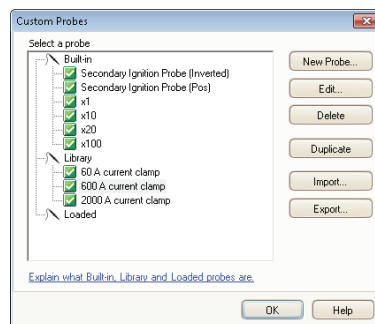 Custom Probes
Select a probe
Built-in
Secondary Ignition Probe (Inverted)
Secondary Ignition Probe (Pos)
x1
x10
x20
x100
Library
60 A current clamp
600 A current clamp
2000 A current clamp
Loaded
New Probe...
Edit...
Delete
Duplicate
Import...
Export...
Explain what Built-in, Library and Loaded probes are.
OK
Help